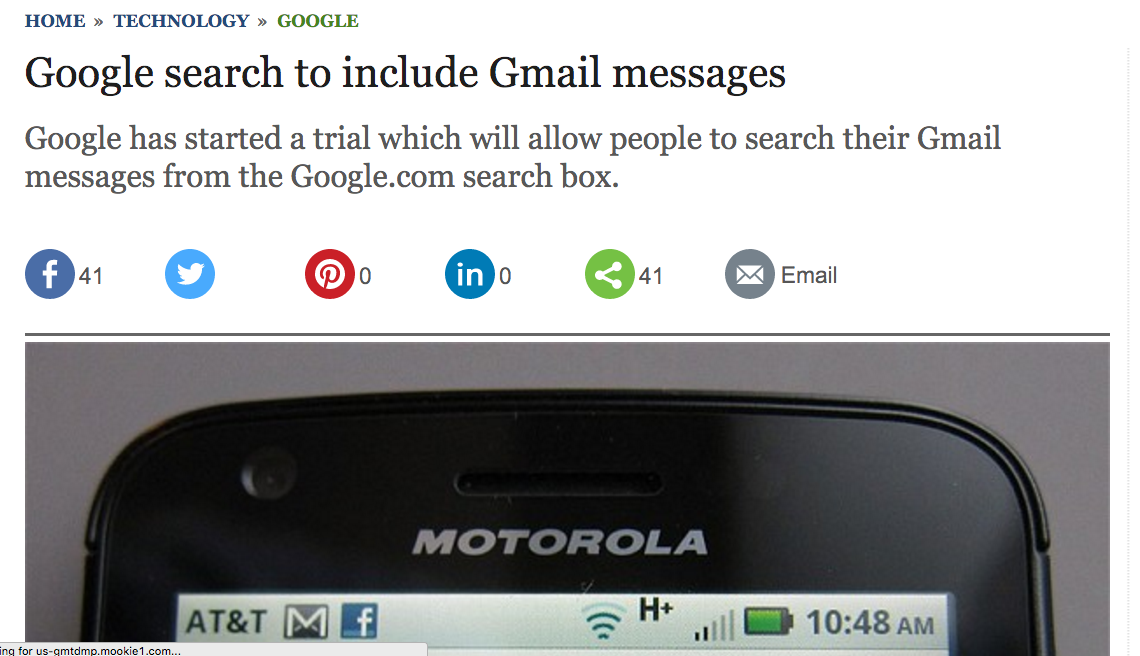 HOME » TECHNOLOGY » GOOGLE
Google search to include Gmail messages
Google has started a trial which will allow people to search their Gmail
messages from the Google.com search box.
41 0 0 41 Email
MOTOROLA
AT&T H+ 10:48 AM
ing for us-gmtdmp.mookie1.com...